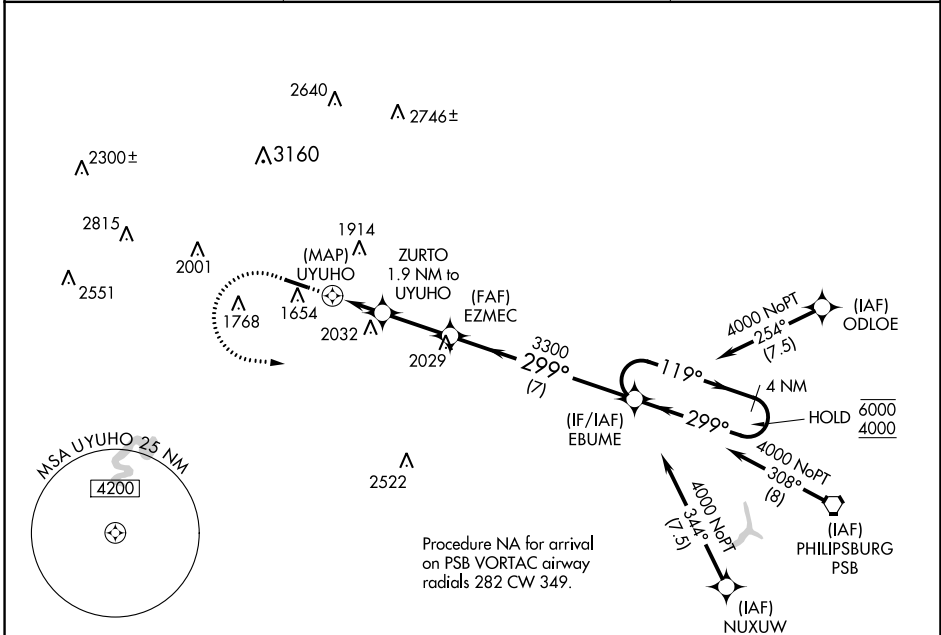 2640
2746±
2300±
3160
2815
1914
(MAP)
UYUHO
ZURTO
1.9 NM to
UYUHO
2001
2551
(FAF)
EZMEC
1768
1654
2032
2029
4000 NoPT
254°
(7.5)
(IAF)
ODLOE
3300
299°
(7)
119°
4 NM
299°
HOLD
6000
4000
(IF/IAF)
EBUME
MSA UYUHO 25 NM
4200
2522
4000 NoPT
308°
(8)
4000 NoPT
344°
(7.5)
(IAF)
PHILIPSBURG
PSB
Procedure NA for arrival
on PSB VORTAC airway
radials 282 CW 349.
(IAF)
NUXUW